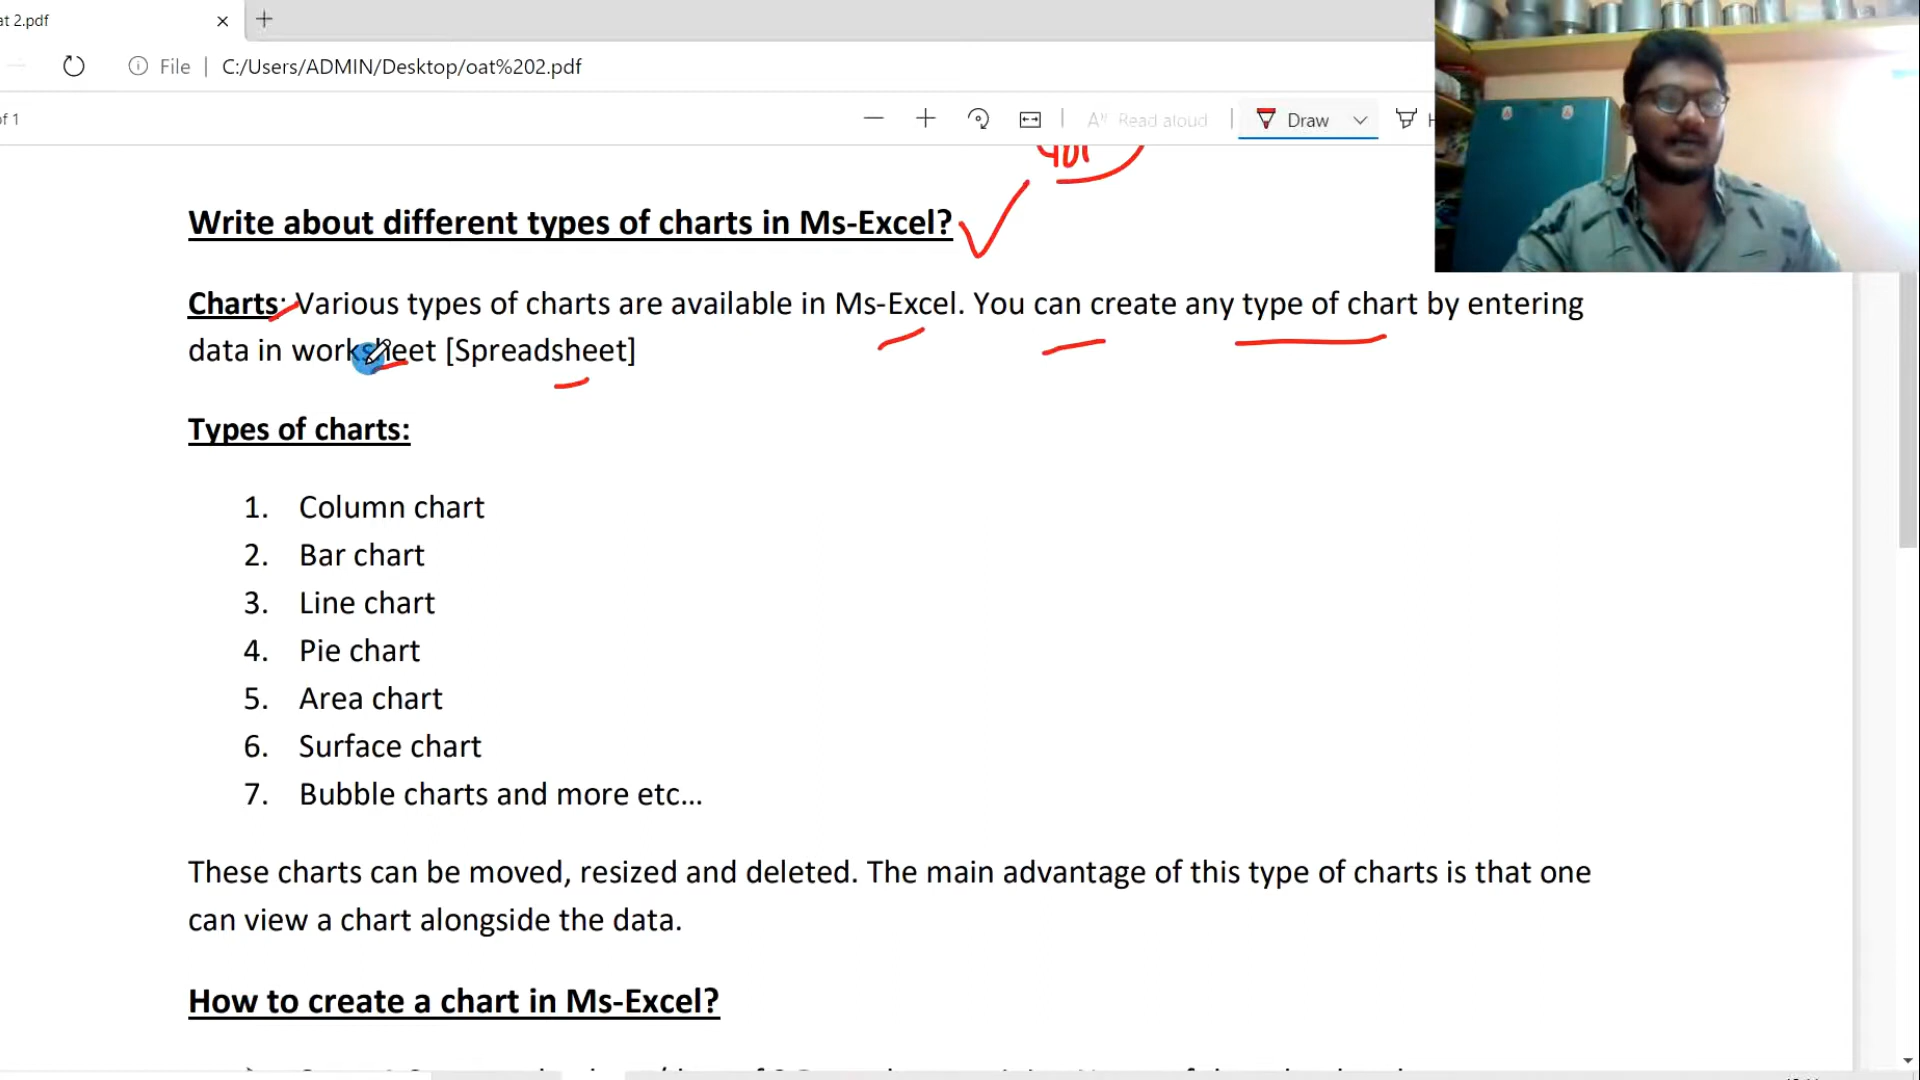 at 2.pdf
File | C:/Users/ADMIN/Desktop/oat%202.pdf
of 1
Read aloud
Draw
Write about different types of charts in Ms-Excel?
Charts: Various types of charts are available in Ms-Excel. You can create any type of chart by entering
data in worksheet [Spreadsheet]
Types of charts:
1. Column chart
2. Bar chart
3. Line chart
4. Pie chart
5. Area chart
6. Surface chart
7. Bubble charts and more etc...
These charts can be moved, resized and deleted. The main advantage of this type of charts is that one
can view a chart alongside the data.
How to create a chart in Ms-Excel?